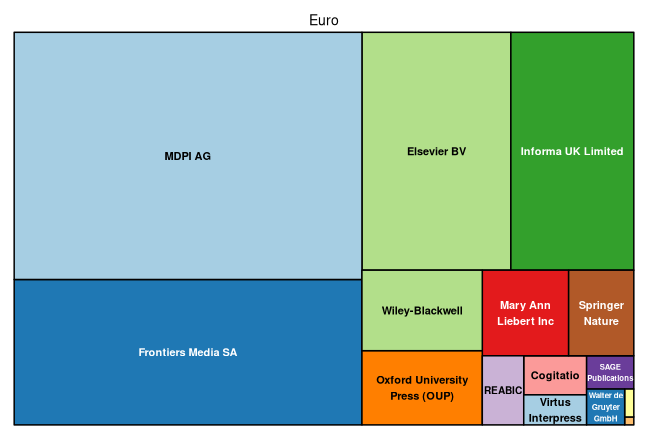 Euro
MDPI AG
Elsevier BV
Informa UK Limited
Frontiers Media SA
Wiley-Blackwell
Mary Ann
Liebert Inc
Springer
Nature
Oxford University
Press (OUP)
REABIC
Cogitatio
SAGE
Publications
Virtus
Interpress
Walter de
Gruyter
GmbH